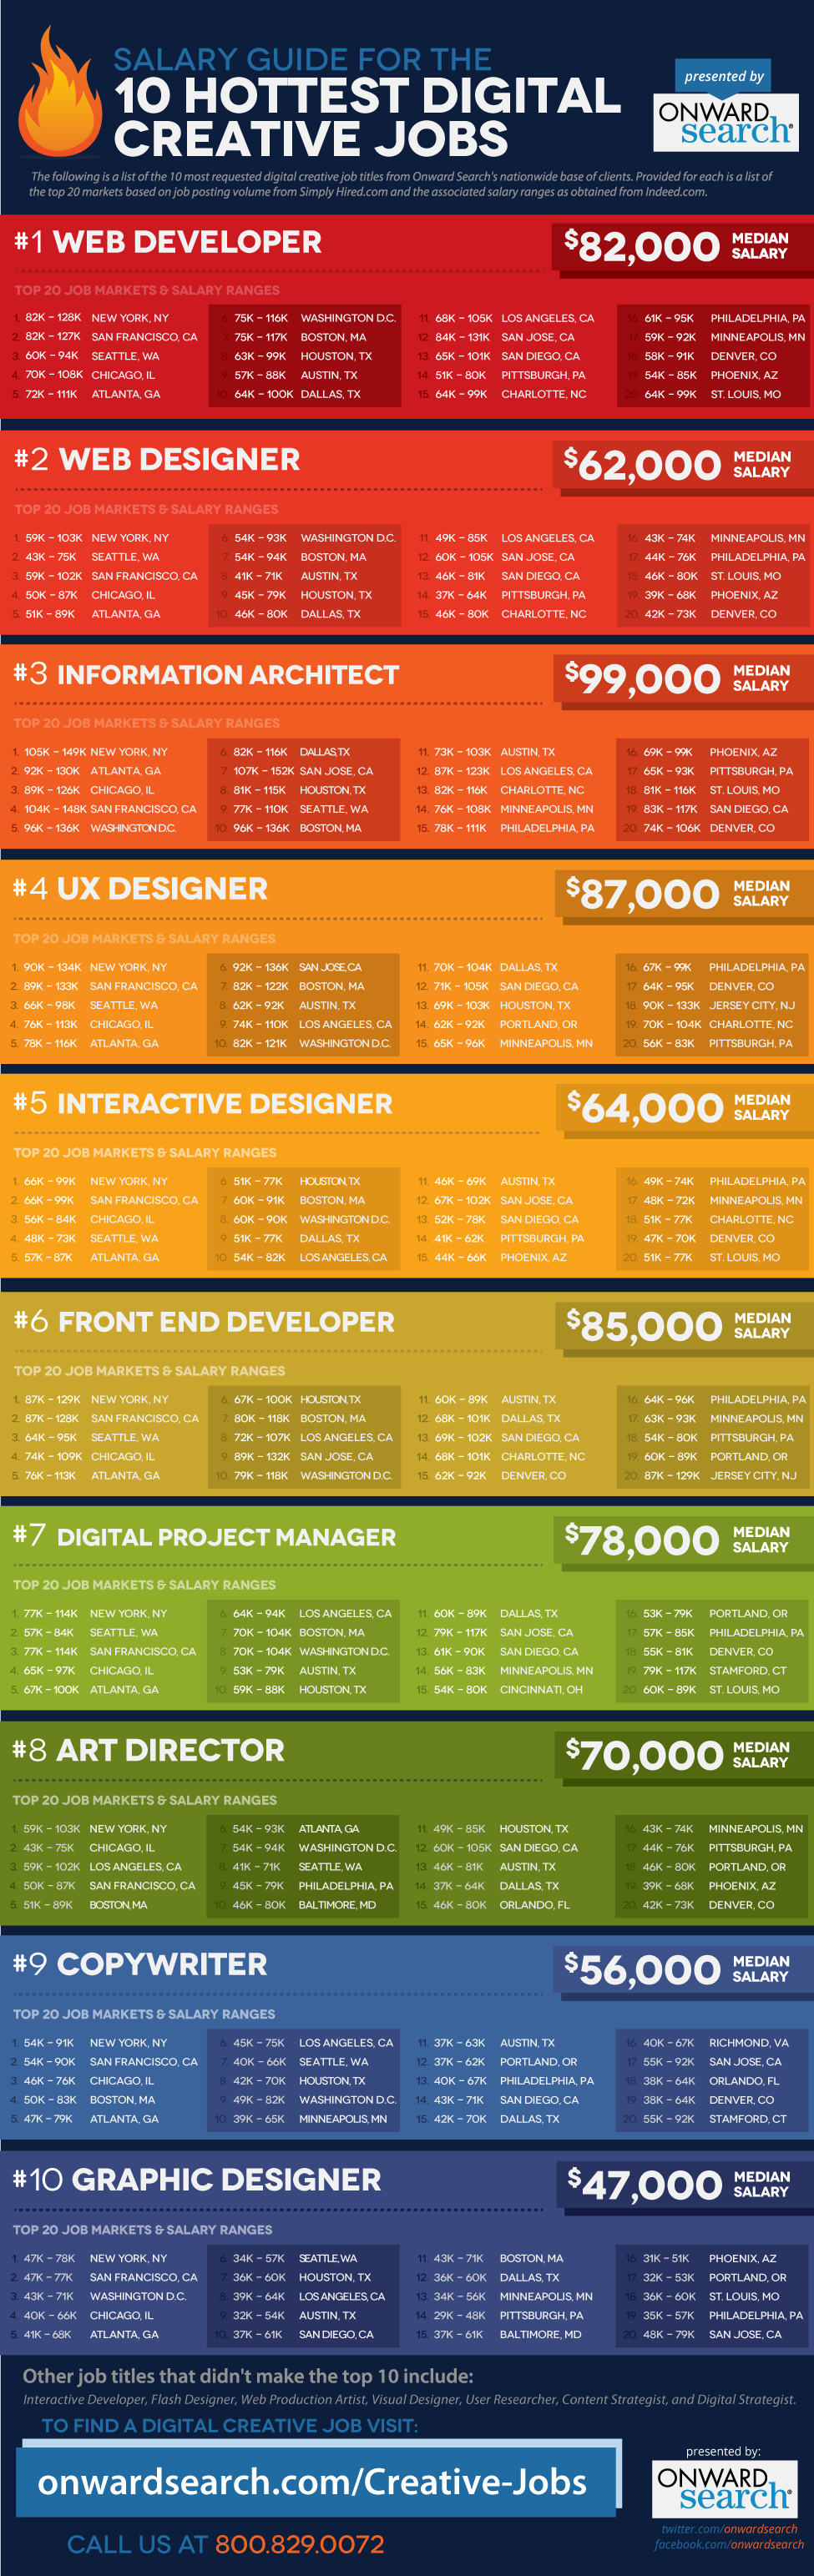 SALARY GUIDE FOR THE
10 HOTTEST DIGITAL
CREATIVE JOBS
presented by
ONWARD
search
The following is a list of the 10 most requested digital creative job titles from Onward Search's nationwide base of clients. Provided for each is a list of
the top 20 markets based on job posting volume from Simply Hired.com and the associated salary ranges as obtained from Indeed.com.
#1 WEB DEVELOPER
$82,000 MEDIAN SALARY
TOP 20 JOB MARKETS & SALARY RANGES
1. 82K – 128K NEW YORK, NY
2. 82K – 127K SAN FRANCISCO, CA
3. 60K – 94K SEATTLE, WA
4. 70K – 108K CHICAGO, IL
5. 72K – 111K ATLANTA, GA
6. 75K – 116K WASHINGTON D.C.
7. 75K – 117K BOSTON, MA
8. 63K – 99K HOUSTON, TX
9. 57K – 88K AUSTIN, TX
10. 64K – 100K DALLAS, TX
11. 68K – 105K LOS ANGELES, CA
12. 84K – 131K SAN JOSE, CA
13. 65K – 101K SAN DIEGO, CA
14. 51K – 80K PITTSBURGH, PA
15. 64K – 99K CHARLOTTE, NC
16. 61K – 95K PHILADELPHIA, PA
17. 59K – 92K MINNEAPOLIS, MN
18. 58K – 91K DENVER, CO
19. 54K – 85K PHOENIX, AZ
20. 64K – 99K ST. LOUIS, MO
#2 WEB DESIGNER
$62,000 MEDIAN SALARY
TOP 20 JOB MARKETS & SALARY RANGES
1. 59K – 103K NEW YORK, NY
2. 43K – 75K SEATTLE, WA
3. 59K – 102K SAN FRANCISCO, CA
4. 50K – 87K CHICAGO, IL
5. 51K – 89K ATLANTA, GA
6. 54K – 93K WASHINGTON D.C.
7. 54K – 94K BOSTON, MA
8. 41K – 71K AUSTIN, TX
9. 45K – 79K HOUSTON, TX
10. 46K – 80K DALLAS, TX
11. 49K – 85K LOS ANGELES, CA
12. 60K – 105K SAN JOSE, CA
13. 46K – 81K SAN DIEGO, CA
14. 37K – 64K PITTSBURGH, PA
15. 46K – 80K CHARLOTTE, NC
16. 43K – 74K MINNEAPOLIS, MN
17. 44K – 76K PHILADELPHIA, PA
18. 46K – 80K ST. LOUIS, MO
19. 39K – 68K PHOENIX, AZ
20. 42K – 73K DENVER, CO
#3 INFORMATION ARCHITECT
$99,000 MEDIAN SALARY
TOP 20 JOB MARKETS & SALARY RANGES
1. 105K – 149K NEW YORK, NY
2. 92K – 130K ATLANTA, GA
3. 89K – 126K CHICAGO, IL
4. 104K – 148K SAN FRANCISCO, CA
5. 96K – 136K WASHINGTON D.C.
6. 82K – 116K DALLAS,TX
7. 107K – 152K SAN JOSE, CA
8. 81K – 115K HOUSTON, TX
9. 77K – 110K SEATTLE, WA
10. 96K – 136K BOSTON, MA
11. 73K – 103K AUSTIN, TX
12. 87K – 123K LOS ANGELES, CA
13. 82K – 116K CHARLOTTE, NC
14. 76K – 108K MINNEAPOLIS, MN
15. 78K – 111K PHILADELPHIA, PA
16. 69K – 99K PHOENIX, AZ
17. 65K – 93K PITTSBURGH, PA
18. 81K – 116K ST. LOUIS, MO
19. 83K – 117K SAN DIEGO, CA
20. 74K – 106K DENVER, CO
#4 UX DESIGNER
$87,000 MEDIAN SALARY
TOP 20 JOB MARKETS & SALARY RANGES
1. 90K – 134K NEW YORK, NY
2. 89K – 133K SAN FRANCISCO, CA
3. 66K – 98K SEATTLE, WA
4. 76K – 113K CHICAGO, IL
5. 78K – 116K ATLANTA, GA
6. 92K – 136K SAN JOSE, CA
7. 82K – 122K BOSTON, MA
8. 62K – 92K AUSTIN, TX
9. 74K – 110K LOS ANGELES, CA
10. 82K – 121K WASHINGTON D.C.
11. 70K – 104K DALLAS, TX
12. 71K – 105K SAN DIEGO, CA
13. 69K – 103K HOUSTON, TX
14. 62K – 92K PORTLAND, OR
15. 65K – 96K MINNEAPOLIS, MN
16. 67K – 99K PHILADELPHIA, PA
17. 64K – 95K DENVER, CO
18. 90K – 133K JERSEY CITY, NJ
19. 70K – 104K CHARLOTTE, NC
20. 56K – 83K PITTSBURGH, PA
#5 INTERACTIVE DESIGNER
$64,000 MEDIAN SALARY
TOP 20 JOB MARKETS & SALARY RANGES
1. 66K – 99K NEW YORK, NY
2. 66K – 99K SAN FRANCISCO, CA
3. 56K – 84K CHICAGO, IL
4. 48K – 73K SEATTLE, WA
5. 57K – 87K ATLANTA, GA
6. 51K – 77K HOUSTON, TX
7. 60K – 91K BOSTON, MA
8. 60K – 90K WASHINGTON D.C.
9. 51K – 77K DALLAS, TX
10. 54K – 82K LOS ANGELES, CA
11. 46K – 69K AUSTIN, TX
12. 67K – 102K SAN JOSE, CA
13. 52K – 78K SAN DIEGO, CA
14. 41K – 62K PITTSBURGH, PA
15. 44K – 66K PHOENIX, AZ
16. 49K – 74K PHILADELPHIA, PA
17. 48K – 72K MINNEAPOLIS, MN
18. 51K – 77K CHARLOTTE, NC
19. 47K – 70K DENVER, CO
20. 51K – 77K ST. LOUIS, MO
#6 FRONT END DEVELOPER
$85,000 MEDIAN SALARY
TOP 20 JOB MARKETS & SALARY RANGES
1. 87K – 129K NEW YORK, NY
2. 87K – 128K SAN FRANCISCO, CA
3. 64K – 95K SEATTLE, WA
4. 74K – 109K CHICAGO, IL
5. 76K – 113K ATLANTA, GA
6. 67K – 100K HOUSTON, TX
7. 80K – 118K BOSTON, MA
8. 72K – 107K LOS ANGELES, CA
9. 89K – 132K SAN JOSE, CA
10. 79K – 118K WASHINGTON D.C.
11. 60K – 89K AUSTIN, TX
12. 68K – 101K DALLAS, TX
13. 69K – 102K SAN DIEGO, CA
14. 68K – 101K CHARLOTTE, NC
15. 62K – 92K DENVER, CO
16. 64K – 96K PHILADELPHIA, PA
17. 63K – 93K MINNEAPOLIS, MN
18. 54K – 80K PITTSBURGH, PA
19. 60K – 89K PORTLAND, OR
20. 87K – 129K JERSEY CITY, NJ
#7 DIGITAL PROJECT MANAGER
$78,000 MEDIAN SALARY
TOP 20 JOB MARKETS & SALARY RANGES
1. 77K – 114K NEW YORK, NY
2. 57K – 84K SEATTLE, WA
3. 77K – 114K SAN FRANCISCO, CA
4. 65K – 97K CHICAGO, IL
5. 67K – 100K ATLANTA, GA
6. 64K – 94K LOS ANGELES, CA
7. 70K – 104K BOSTON, MA
8. 70K – 104K WASHINGTON D.C.
9. 53K – 79K AUSTIN, TX
10. 59K – 88K HOUSTON, TX
11. 60K – 89K DALLAS, TX
12. 79K – 117K SAN JOSE, CA
13. 61K – 90K SAN DIEGO, CA
14. 56K – 83K MINNEAPOLIS, MN
15. 54K – 80K CINCINNATI, OH
16. 53K – 79K PORTLAND, OR
17. 57K – 85K PHILADELPHIA, PA
18. 55K – 81K DENVER, CO
19. 79K – 117K STAMFORD, CT
20. 60K – 89K ST. LOUIS, MO
#8 ART DIRECTOR
$70,000 MEDIAN SALARY
TOP 20 JOB MARKETS & SALARY RANGES
1. 59K – 103K NEW YORK, NY
2. 43K – 75K CHICAGO, IL
3. 59K – 102K LOS ANGELES, CA
4. 50K – 87K SAN FRANCISCO, CA
5. 51K – 89K BOSTON, MA
6. 54K – 93K ATLANTA, GA
7. 54K – 94K WASHINGTON D.C.
8. 41K – 71K SEATTLE, WA
9. 45K – 79K PHILADELPHIA, PA
10. 46K – 80K BALTIMORE, MD
11. 49K – 85K HOUSTON, TX
12. 60K – 105K SAN DIEGO, CA
13. 46K – 81K AUSTIN, TX
14. 37K – 64K DALLAS, TX
15. 46K – 80K ORLANDO, FL
16. 43K – 74K MINNEAPOLIS, MN
17. 44K – 76K PITTSBURGH, PA
18. 46K – 80K PORTLAND, OR
19. 39K – 68K PHOENIX, AZ
20. 42K – 73K DENVER, CO
#9 COPYWRITER
$56,000 MEDIAN SALARY
TOP 20 JOB MARKETS & SALARY RANGES
1. 54K – 91K NEW YORK, NY
2. 54K – 90K SAN FRANCISCO, CA
3. 46K – 76K CHICAGO, IL
4. 50K – 83K BOSTON, MA
5. 47K – 79K ATLANTA, GA
6. 45K – 75K LOS ANGELES, CA
7. 40K – 66K SEATTLE, WA
8. 42K – 70K HOUSTON, TX
9. 49K – 82K WASHINGTON D.C.
10. 39K – 65K MINNEAPOLIS, MN
11. 37K – 63K AUSTIN, TX
12. 37K – 62K PORTLAND, OR
13. 40K – 67K PHILADELPHIA, PA
14. 43K – 71K SAN DIEGO, CA
15. 42K – 70K DALLAS, TX
16. 40K – 67K RICHMOND, VA
17. 55K – 92K SAN JOSE, CA
18. 38K – 64K ORLANDO, FL
19. 38K – 64K DENVER, CO
20. 55K – 92K STAMFORD, CT
#10 GRAPHIC DESIGNER
$47,000 MEDIAN SALARY
TOP 20 JOB MARKETS & SALARY RANGES
1. 47K – 78K NEW YORK, NY
2. 47K – 77K SAN FRANCISCO, CA
3. 43K – 71K WASHINGTON D.C.
4. 40K – 66K CHICAGO, IL
5. 41K – 68K ATLANTA, GA
6. 34K – 57K SEATTLE, WA
7. 36K – 60K HOUSTON, TX
8. 39K – 64K LOS ANGELES, CA
9. 32K – 54K AUSTIN, TX
10. 37K – 61K SAN DIEGO, CA
11. 43K – 71K BOSTON, MA
12. 36K – 60K DALLAS, TX
13. 34K – 56K MINNEAPOLIS, MN
14. 29K – 48K PITTSBURGH, PA
15. 37K – 61K BALTIMORE, MD
16. 31K – 51K PHOENIX, AZ
17. 32K – 53K PORTLAND, OR
18. 36K – 60K ST. LOUIS, MO
19. 35K – 57K PHILADELPHIA, PA
20. 48K – 79K SAN JOSE, CA
Other job titles that didn't make the top 10 include:
Interactive Developer, Flash Designer, Web Production Artist, Visual Designer, User Researcher, Content Strategist, and Digital Strategist.
TO FIND A DIGITAL CREATIVE JOB VISIT:
onwardsearch.com/Creative-Jobs
CALL US AT 800.829.0072
presented by:
ONWARD
search
twitter.com/onwardsearch
facebook.com/onwardsearch